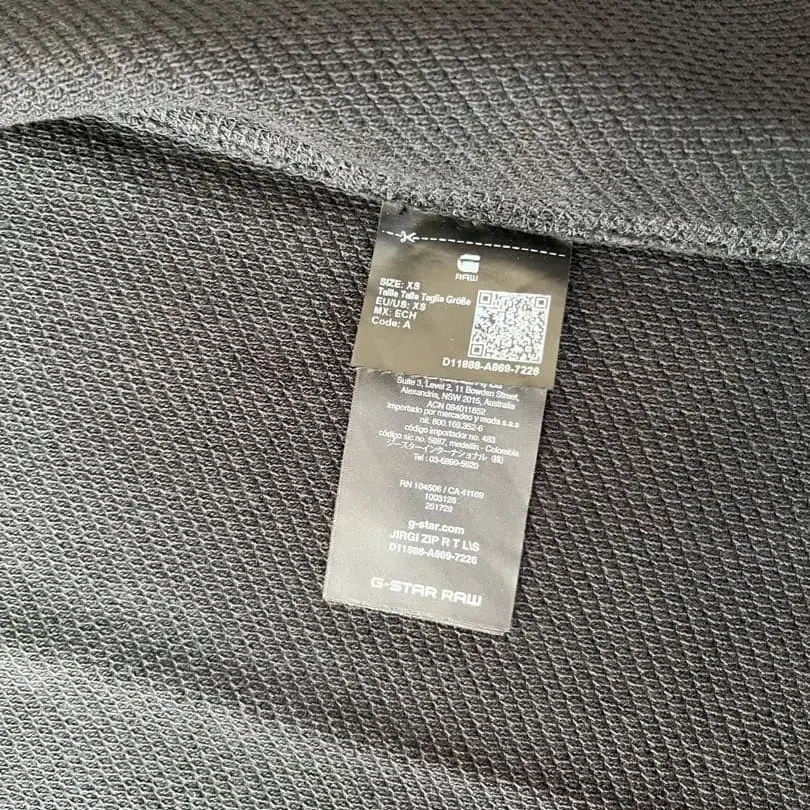 RAW
SIZE: XS
Taille Talla Taglia Größe
EU/US: XS
MX: ECH
Code: A
D11888-A869-7226
Suite 3, Level 2, 11 Bowden Street,
Alexandria, NSW 2015, Australia
ACN 084011852
Importado por mercadeo y moda s.a.s
nit. 800.169.352-6
código importador no. 483
código sic no. 5887, medellin - Colombia
ジースターインターナショナル (株)
Tel : 03-6890-5620
RN 104506 / CA 41169
1003128
251729
g-star.com
JIRGI ZIP R T L\S
D11888-A869-7226
G-STAR RAW